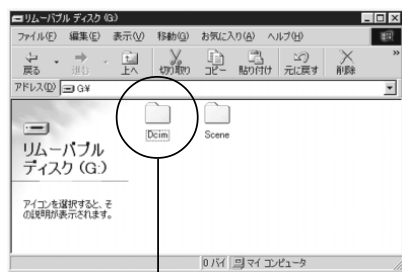 リムーバブル ディスク (G:)
ファイル(F) 編集(E) 表示(V) 移動(G) お気に入り(A) ヘルプ(H)
戻る 進む 上へ 切り取り コピー 貼り付け 元に戻す 削除 »
アドレス(D) G:¥
リムーバブル
ディスク (G:)
アイコンを選択すると、そ
の説明が表示されます。
Dcim Scene
0 バイ マイ コンピュータ